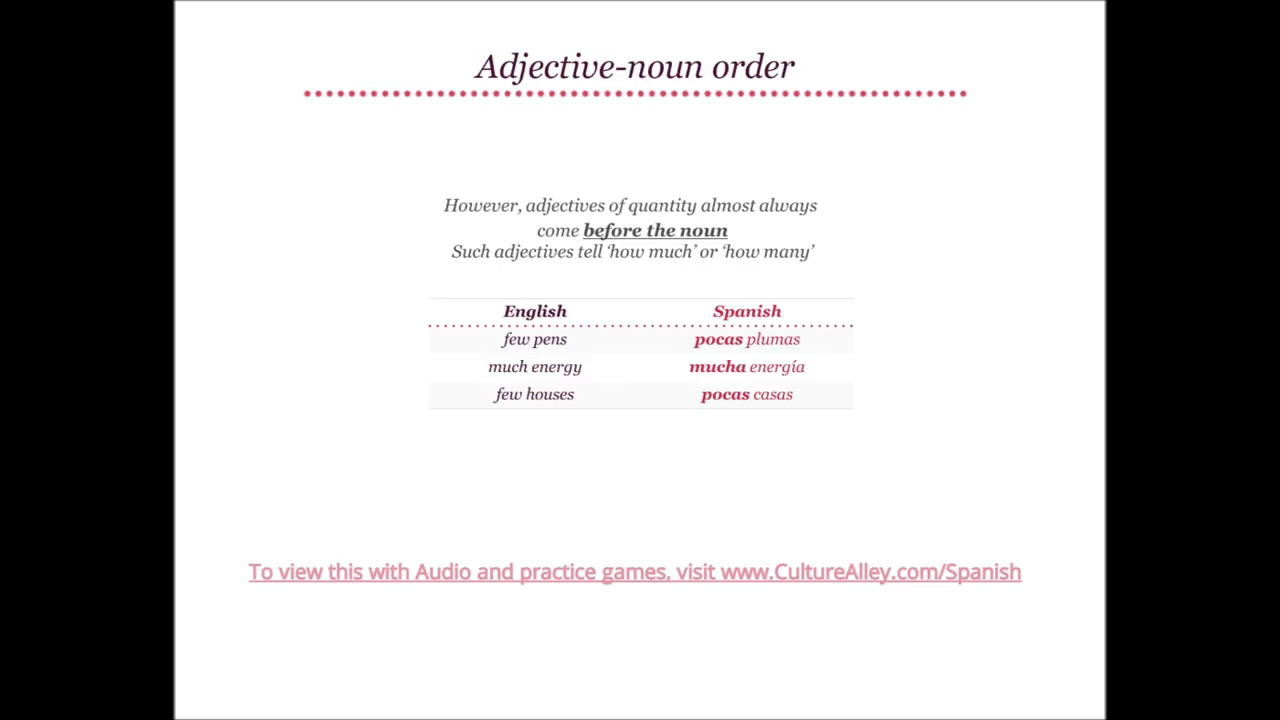 Adjective-noun order
However, adjectives of quantity almost always
come before the noun
Such adjectives tell ‘how much’ or ‘how many’
English Spanish
few pens pocas plumas
much energy mucha energía
few houses pocas casas
To view this with Audio and practice games, visit www.CultureAlley.com/Spanish